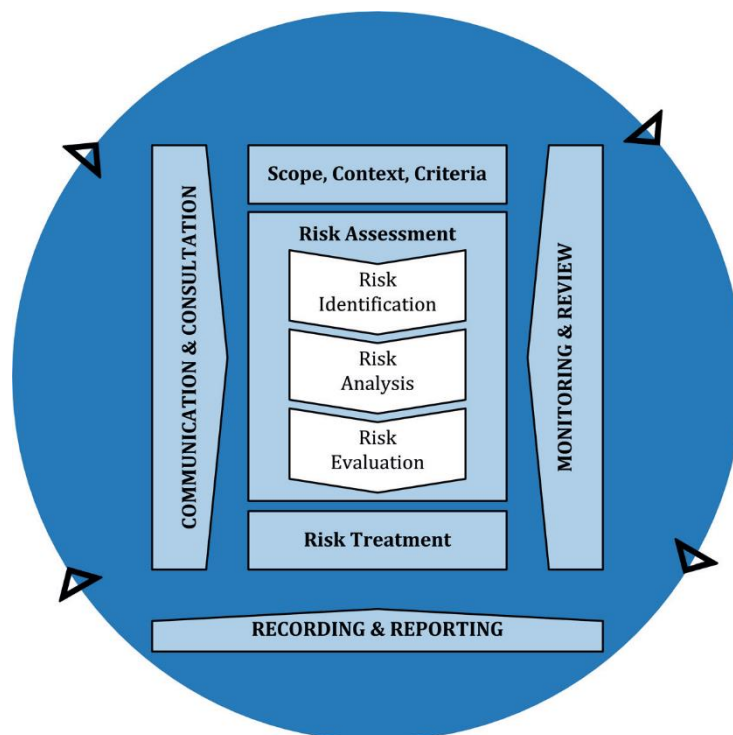 Scope, Context, Criteria
Risk Assessment
Risk
Identification
Risk
Analysis
Risk
Evaluation
Risk Treatment
COMMUNICATION & CONSULTATION
MONITORING & REVIEW
RECORDING & REPORTING